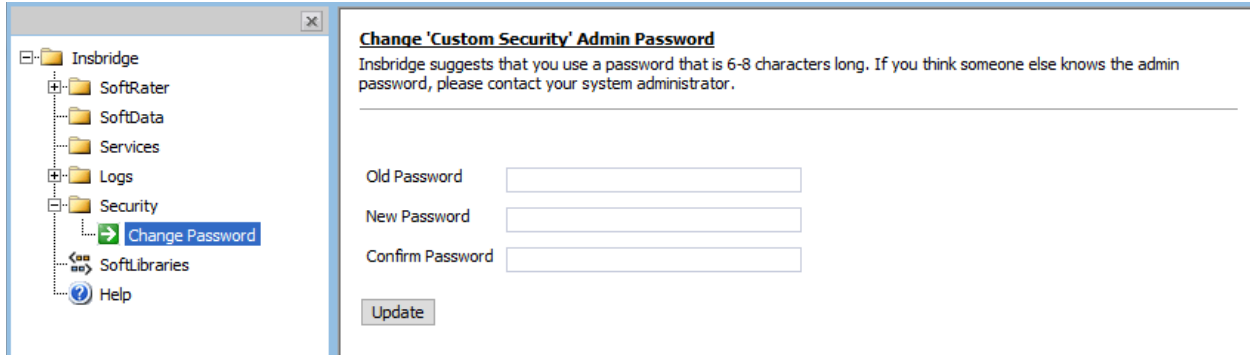 Insbridge
SoftRater
SoftData
Services
Logs
Security
Change Password
SoftLibraries
Help
Change 'Custom Security' Admin Password
Insbridge suggests that you use a password that is 6-8 characters long. If you think someone else knows the admin
password, please contact your system administrator.
Old Password
New Password
Confirm Password
Update